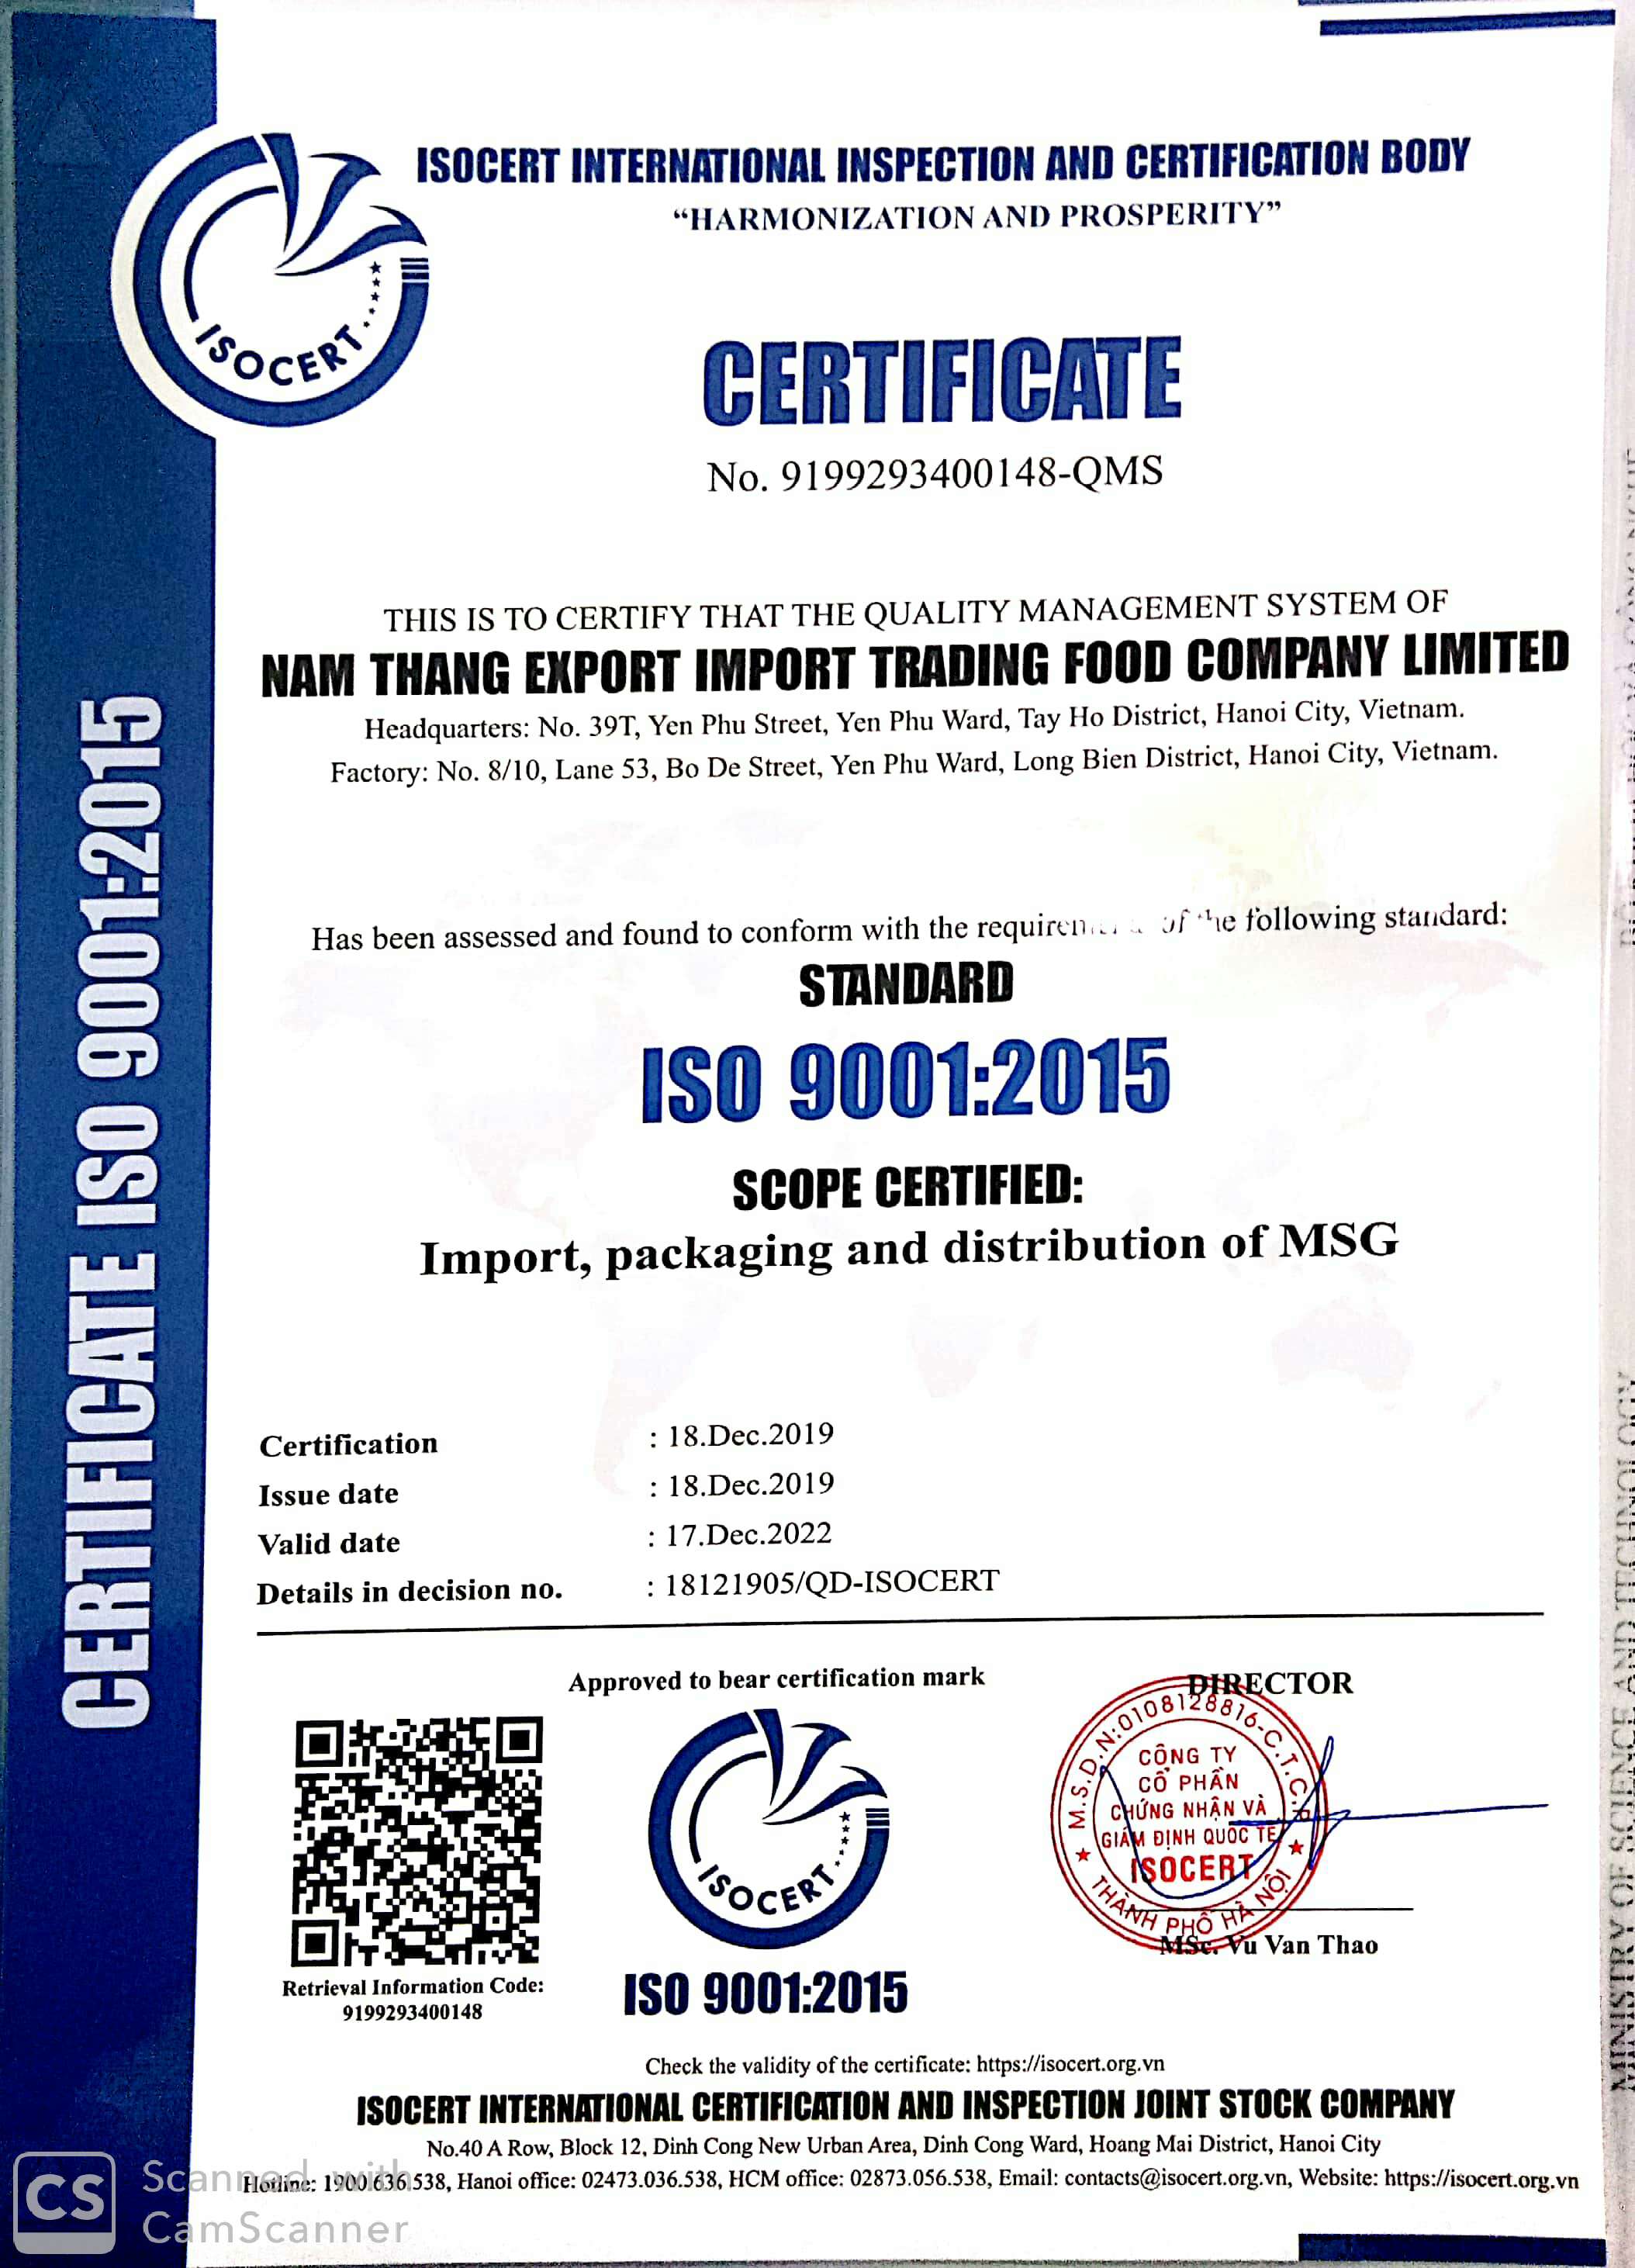 ISOCERT INTERNATIONAL INSPECTION AND CERTIFICATION BODY
“HARMONIZATION AND PROSPERITY”
ISOCERT
CERTIFICATE
No. 9199293400148-QMS
THIS IS TO CERTIFY THAT THE QUALITY MANAGEMENT SYSTEM OF
NAM THANG EXPORT IMPORT TRADING FOOD COMPANY LIMITED
Headquarters: No. 39T, Yen Phu Street, Yen Phu Ward, Tay Ho District, Hanoi City, Vietnam.
Factory: No. 8/10, Lane 53, Bo De Street, Yen Phu Ward, Long Bien District, Hanoi City, Vietnam.
CERTIFICATE ISO 9001:2015
Has been assessed and found to conform with the of the following standard:
STANDARD
ISO 9001:2015
SCOPE CERTIFIED:
Import, packaging and distribution of MSG
Certification : 18.Dec.2019
Issue date : 18.Dec.2019
Valid date : 17.Dec.2022
Details in decision no. : 18121905/QD-ISOCERT
Approved to bear certification mark
DIRECTOR
M.S.D.N:0108128816-C.T.C.P
CÔNG TY
CỔ PHẦN
CHỨNG NHẬN VÀ
GIÁM ĐỊNH QUỐC TẾ
ISOCERT
THÀNH PHỐ HÀ NỘI
MSc. Vu Van Thao
ISOCERT
ISO 9001:2015
Retrieval Information Code:
9199293400148
Check the validity of the certificate: https://isocert.org.vn
ISOCERT INTERNATIONAL CERTIFICATION AND INSPECTION JOINT STOCK COMPANY
No.40 A Row, Block 12, Dinh Cong New Urban Area, Dinh Cong Ward, Hoang Mai District, Hanoi City
Hotline: 1900.636.538, Hanoi office: 02473.036.538, HCM office: 02873.056.538, Email: contacts@isocert.org.vn, Website: https://isocert.org.vn
CS Scanned with
CamScanner
MINISTRY OF SCIENCE AND TECHNOLOGY